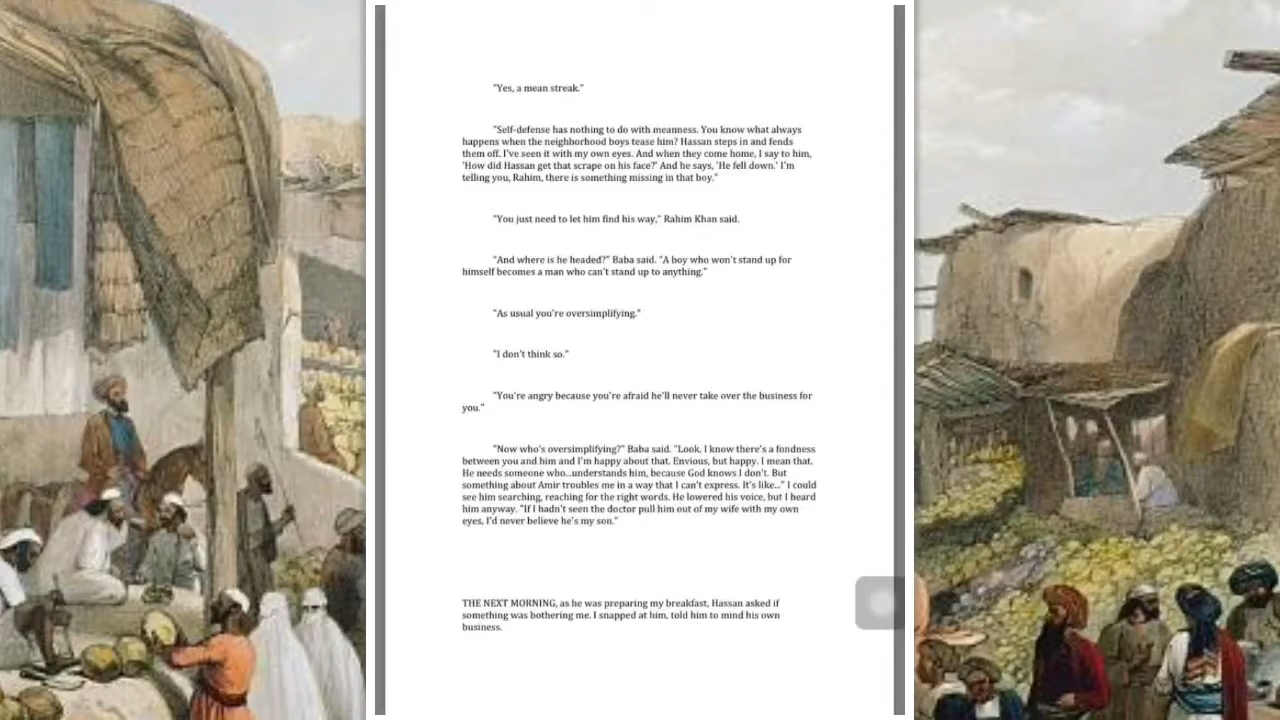 "Yes, a mean streak."
"Self-defense has nothing to do with meanness. You know what always
happens when the neighborhood boys tease him? Hassan steps in and fends
them off. I've seen it with my own eyes. And when they come home, I say to him,
'How did Hassan get that scrape on his face?' And he says, 'He fell down.' I'm
telling you, Rahim, there is something missing in that boy."
"You just need to let him find his way," Rahim Khan said.
"And where is he headed?" Baba said. "A boy who won't stand up for
himself becomes a man who can't stand up to anything."
"As usual you're oversimplifying."
"I don't think so."
"You're angry because you're afraid he'll never take over the business for
you."
"Now who's oversimplifying?" Baba said. "Look, I know there's a fondness
between you and him and I'm happy about that. Envious, but happy. I mean that.
He needs someone who...understands him, because God knows I don't. But
something about Amir troubles me in a way that I can't express. It's like..." I could
see him searching, reaching for the right words. He lowered his voice, but I heard
him anyway. "If I hadn't seen the doctor pull him out of my wife with my own
eyes, I'd never believe he's my son."
THE NEXT MORNING, as he was preparing my breakfast, Hassan asked if
something was bothering me. I snapped at him, told him to mind his own
business.